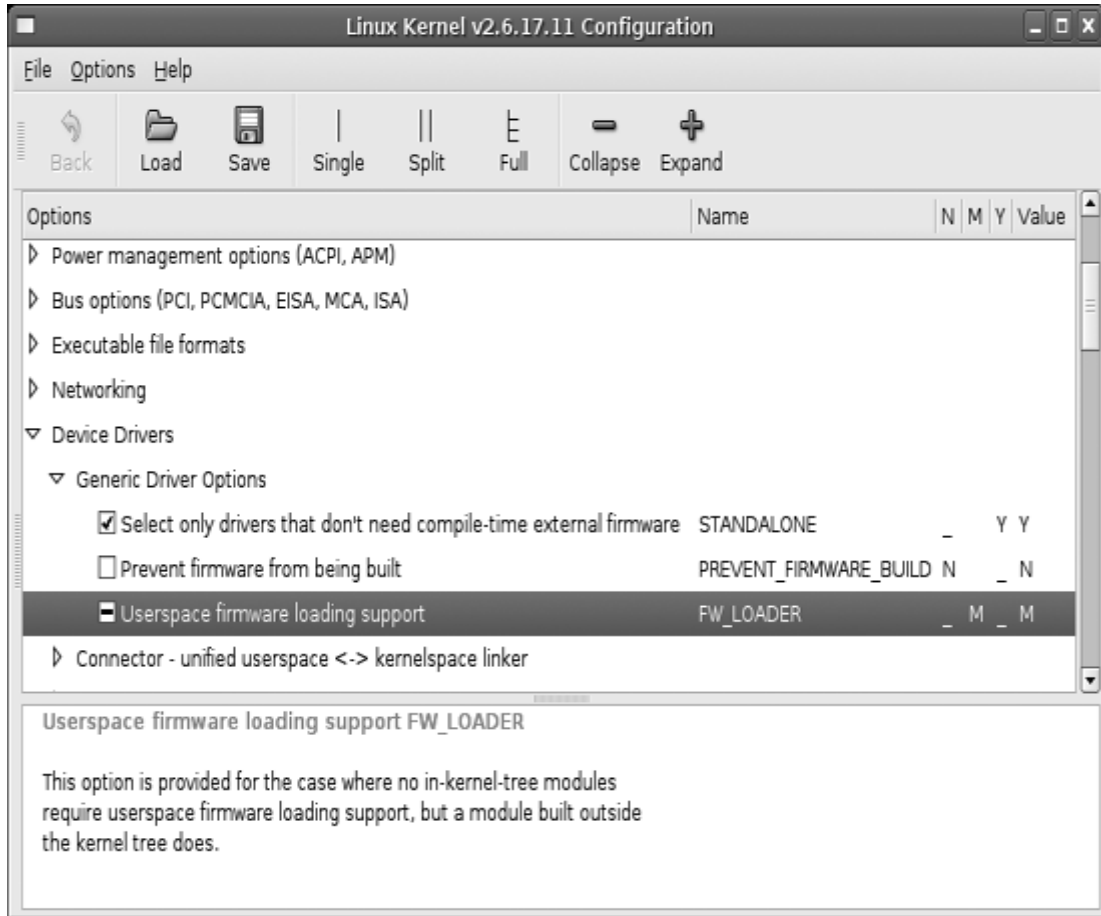 Linux Kernel v2.6.17.11 Configuration
File Options Help
Back Load Save Single Split Full Collapse Expand
Options Name N M Y Value
Power management options (ACPI, APM)
Bus options (PCI, PCMCIA, EISA, MCA, ISA)
Executable file formats
Networking
Device Drivers
Generic Driver Options
Select only drivers that don't need compile-time external firmware STANDALONE _ Y Y
Prevent firmware from being built PREVENT_FIRMWARE_BUILD N _ N
Userspace firmware loading support FW_LOADER _ M _ M
Connector - unified userspace <-> kernelspace linker
Userspace firmware loading support FW_LOADER
This option is provided for the case where no in-kernel-tree modules
require userspace firmware loading support, but a module built outside
the kernel tree does.